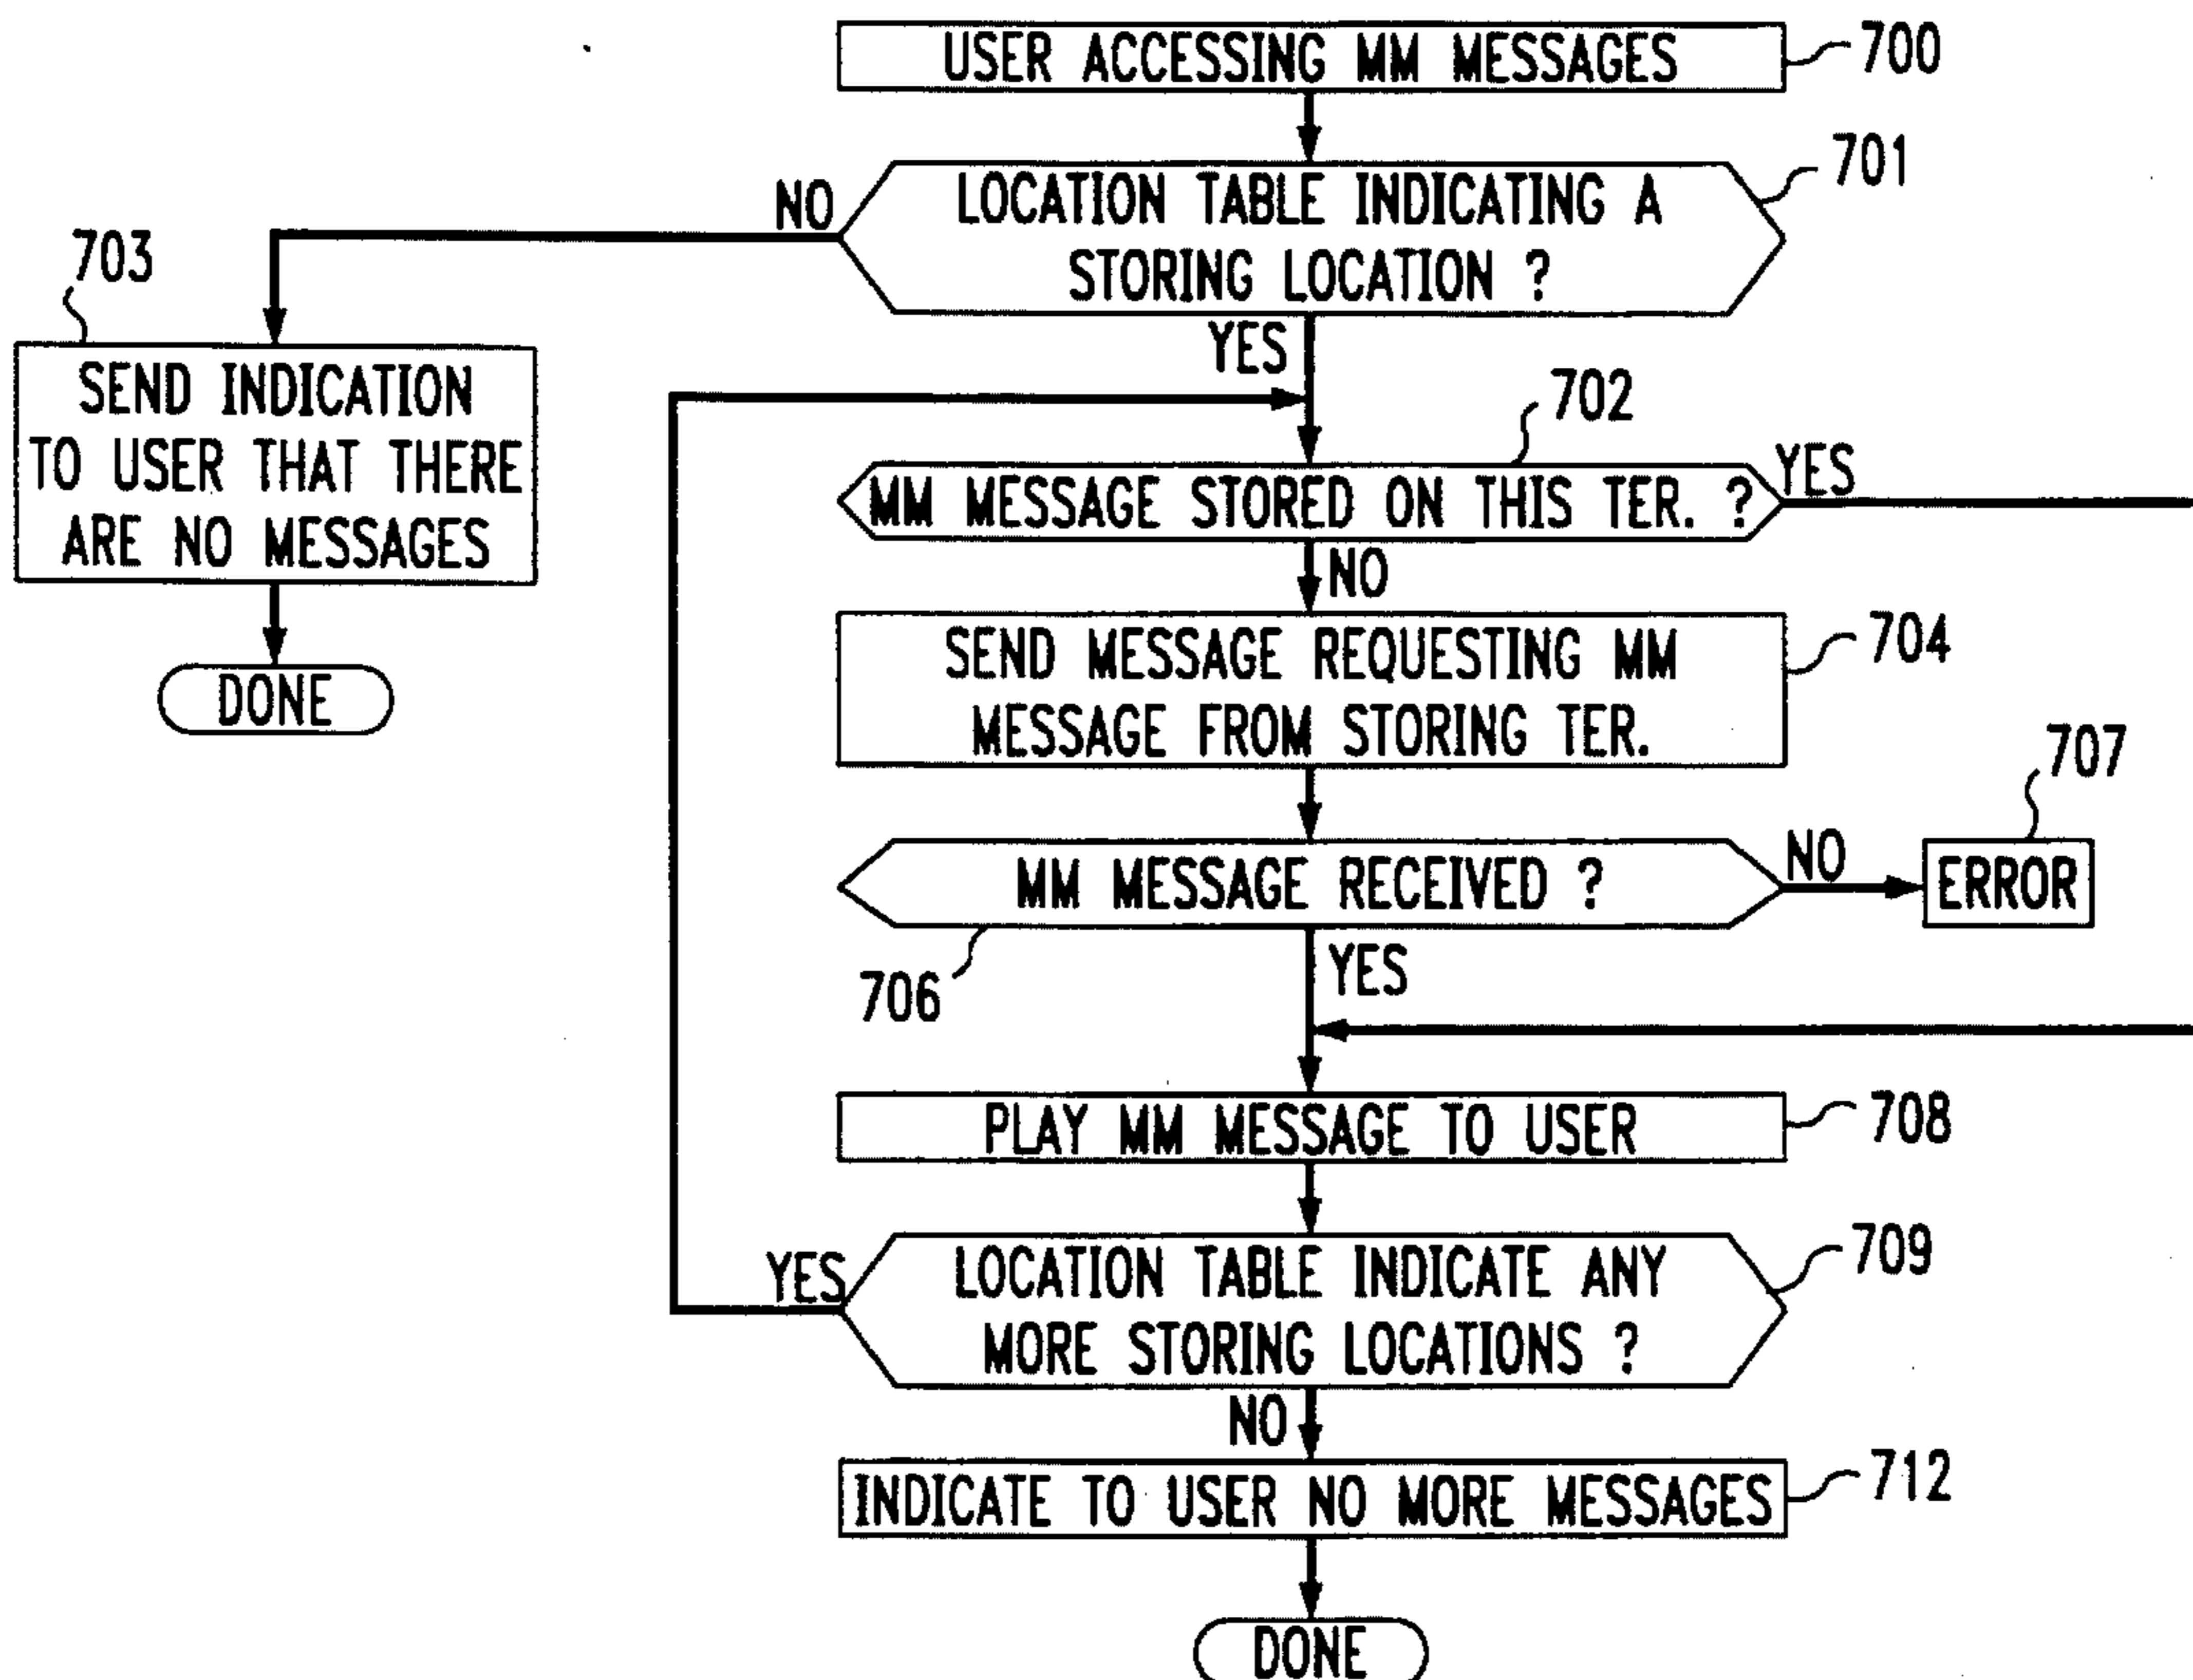 USER ACCESSING MM MESSAGES
700
LOCATION TABLE INDICATING A
STORING LOCATION ?
701
NO
YES
703
SEND INDICATION
TO USER THAT THERE
ARE NO MESSAGES
DONE
702
MM MESSAGE STORED ON THIS TER. ?
YES
NO
SEND MESSAGE REQUESTING MM
MESSAGE FROM STORING TER.
704
MM MESSAGE RECEIVED ?
706
NO
707
ERROR
YES
PLAY MM MESSAGE TO USER
708
LOCATION TABLE INDICATE ANY
MORE STORING LOCATIONS ?
709
YES
NO
INDICATE TO USER NO MORE MESSAGES
712
DONE